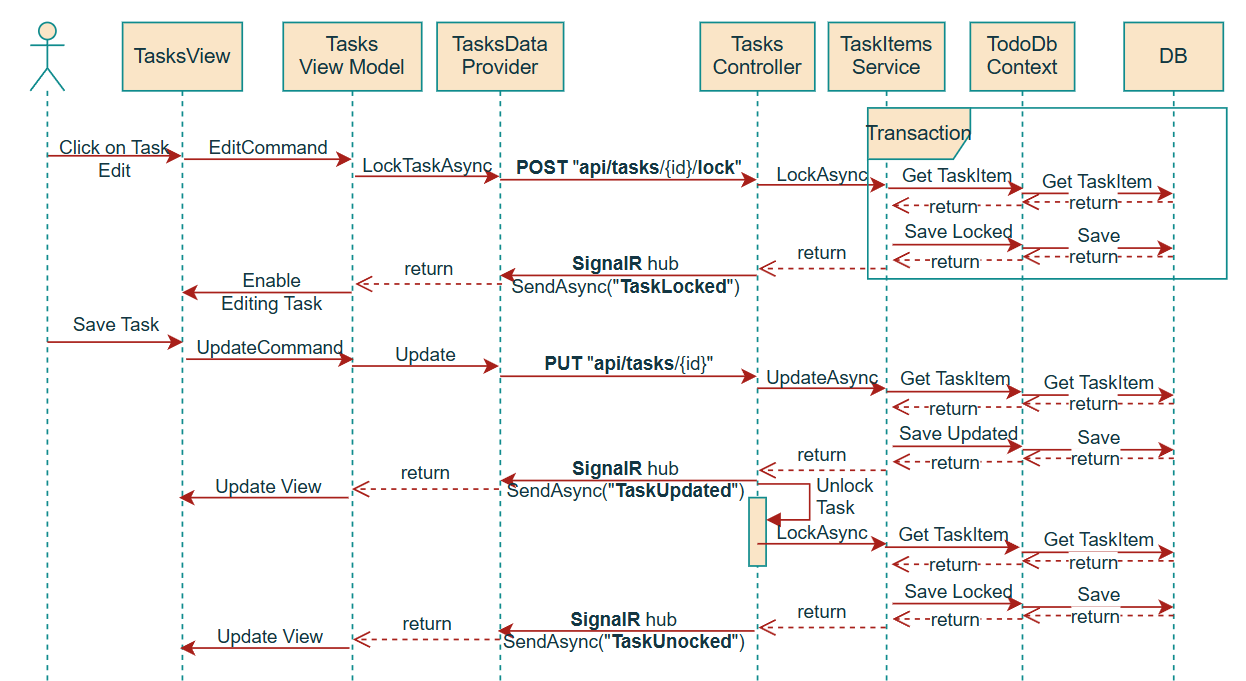 TasksView
Tasks
View Model
TasksData
Provider
Tasks
Controller
TaskItems
Service
TodoDb
Context
DB
Transaction
Click on Task
Edit
EditCommand
LockTaskAsync
POST "api/tasks/{id}/lock"
LockAsync
Get TaskItem
Get TaskItem
return
return
Save Locked
Save
return
return
return
SignalR hub
SendAsync("TaskLocked")
return
Enable
Editing Task
Save Task
UpdateCommand
Update
PUT "api/tasks/{id}"
UpdateAsync
Get TaskItem
Get TaskItem
return
return
Save Updated
Save
return
return
return
SignalR hub
SendAsync("TaskUpdated")
return
Update View
Unlock
Task
LockAsync
Get TaskItem
Get TaskItem
return
return
Save Locked
Save
return
return
return
SignalR hub
SendAsync("TaskUnocked")
return
Update View